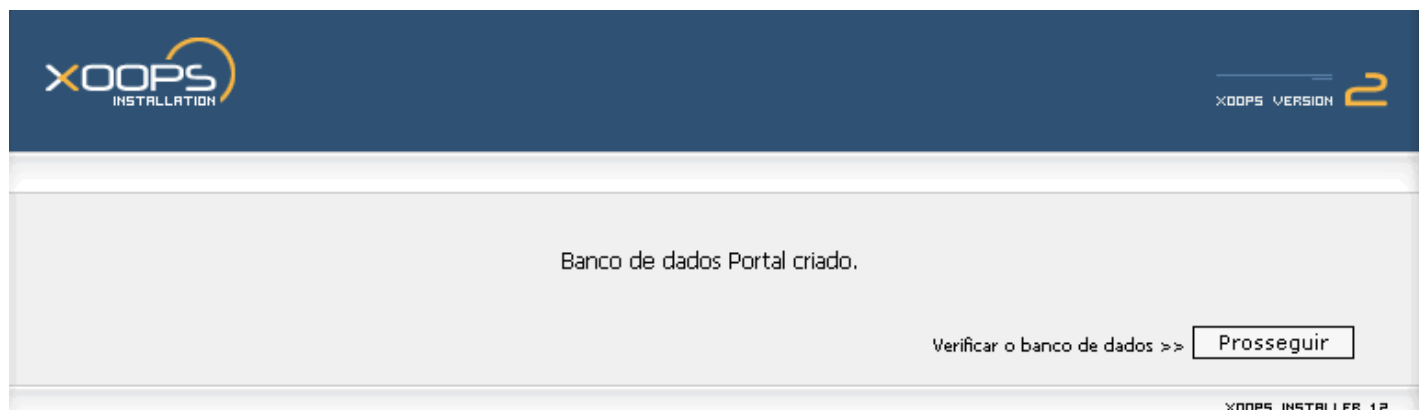 XOOPS
INSTALLATION
XOOPS VERSION 2
Banco de dados Portal criado.
Verificar o banco de dados >> Prosseguir
XOOPS INSTALLER 1.2